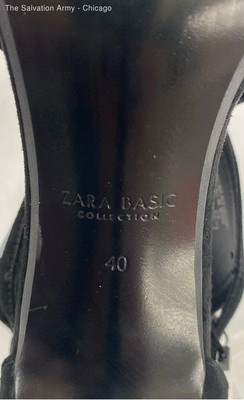 The Salvation Army - Chicago
ZARA BASIC
COLLECTION
40